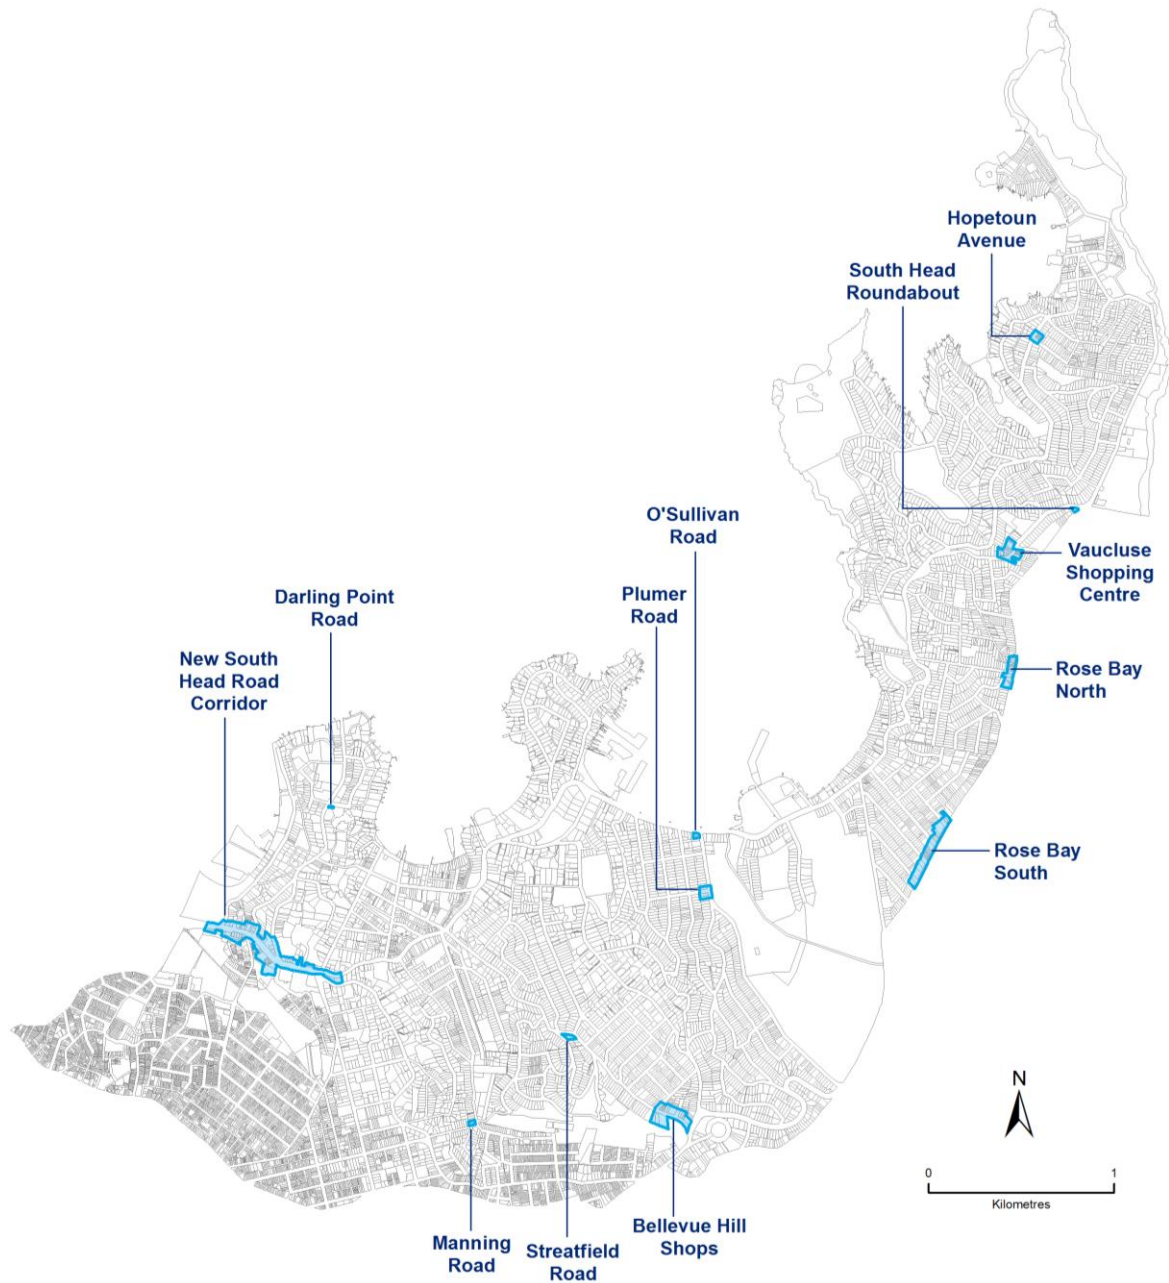 Hopetoun
Avenue
South Head
Roundabout
O'Sullivan
Road
Vaucluse
Shopping
Centre
Darling Point
Road
Plumer
Road
New South
Head Road
Corridor
Rose Bay
North
Rose Bay
South
N
0 1
Kilometres
Manning
Road
Streatfield
Road
Bellevue Hill
Shops